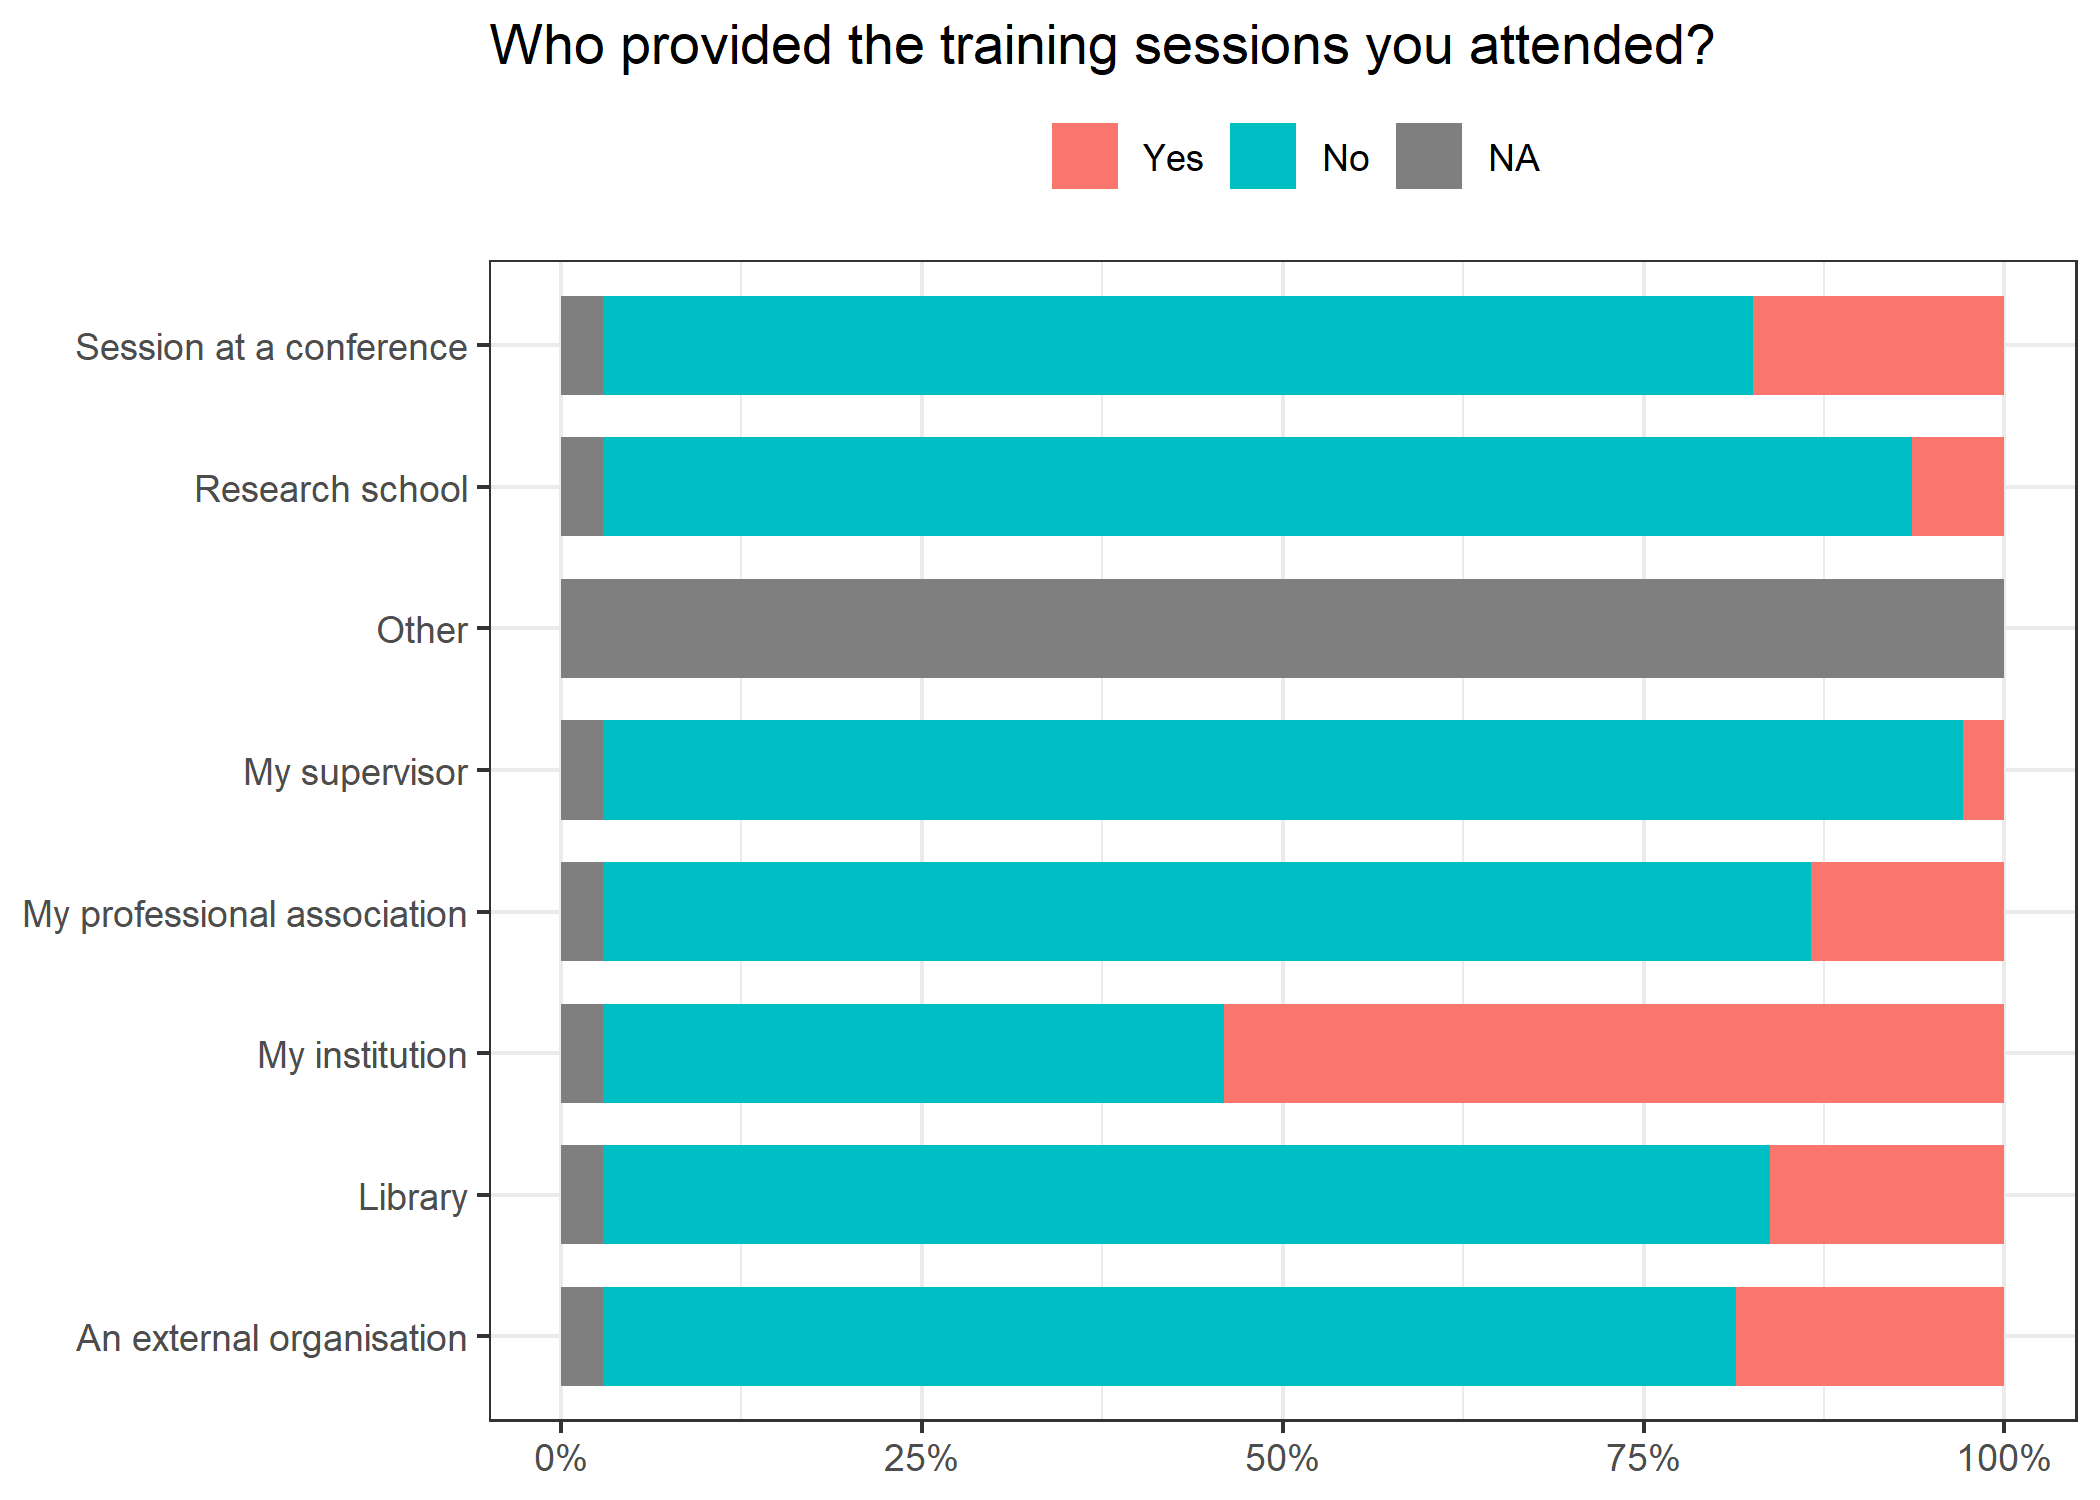 Who provided the training sessions you attended?
Yes No NA
Session at a conference
Research school
Other
My supervisor
My professional association
My institution
Library
An external organisation
0% 25% 50% 75% 100%